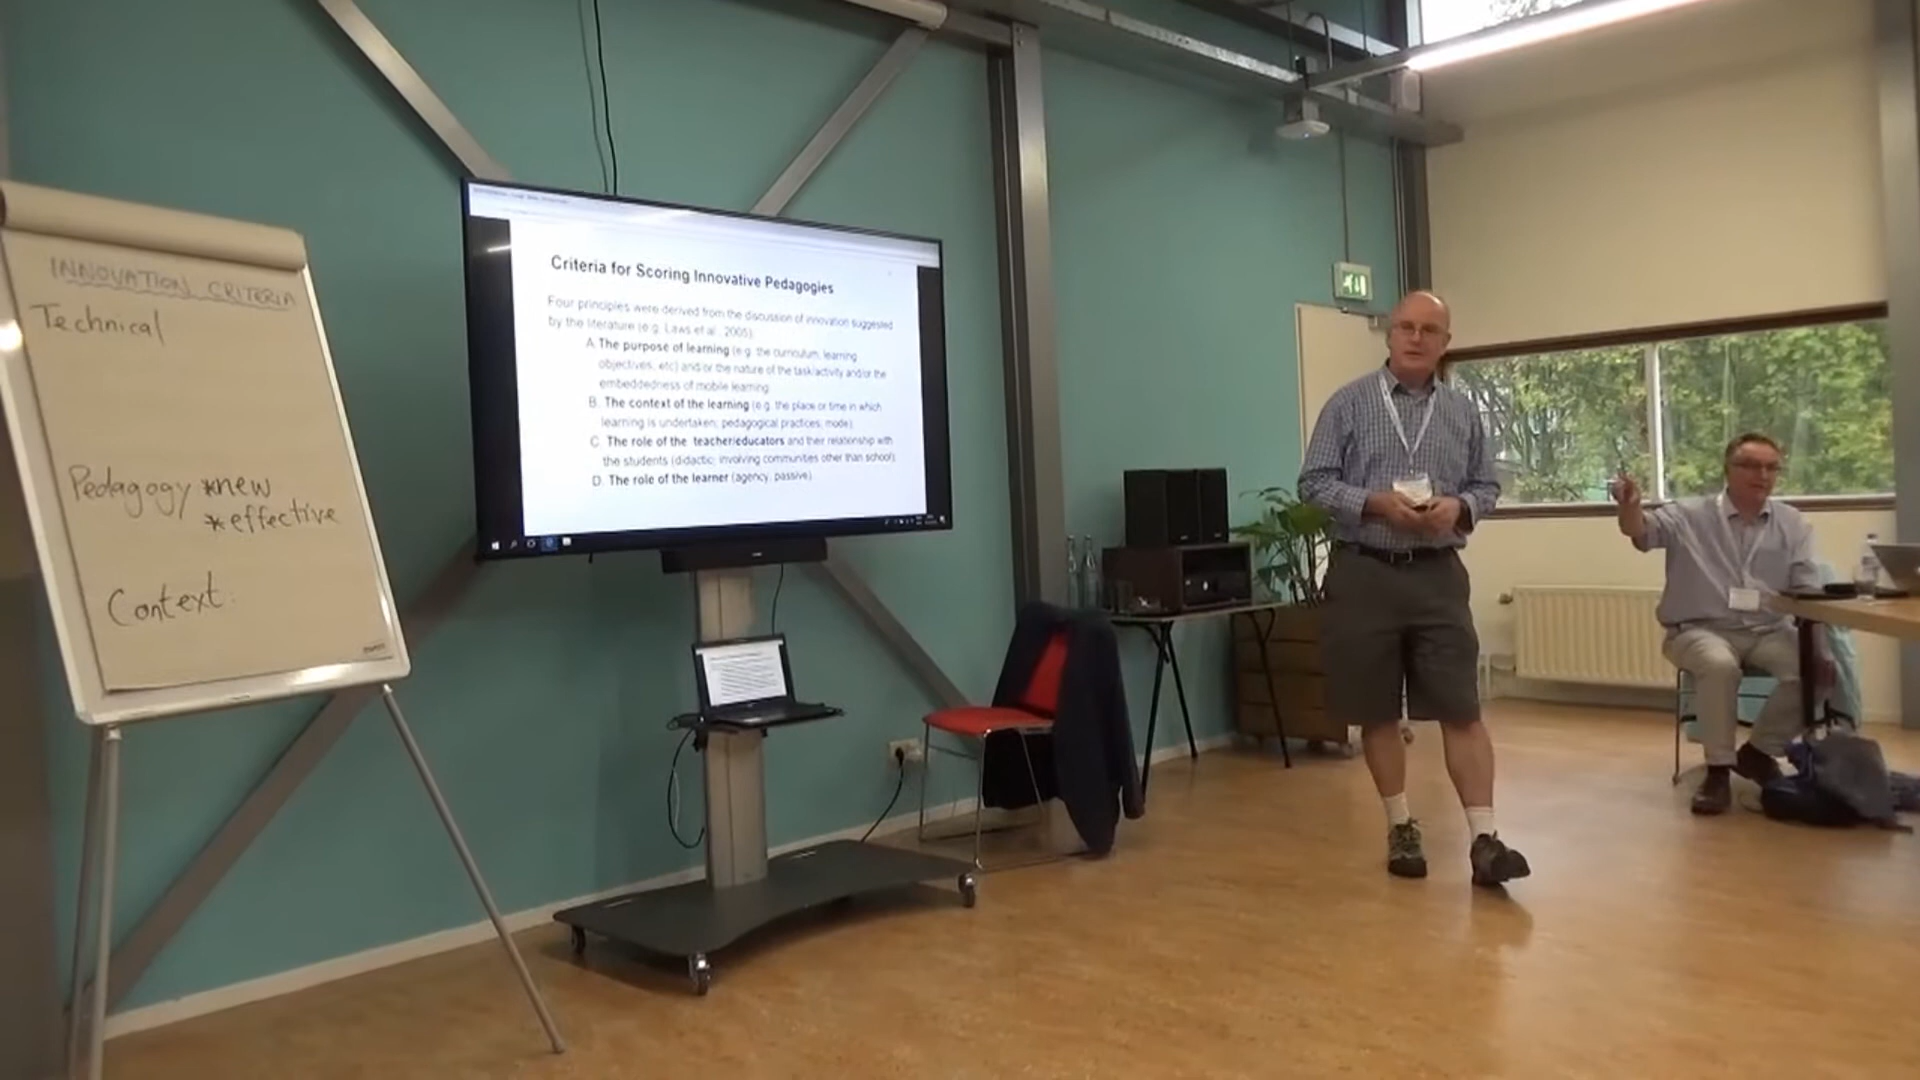 INNOVATION CRITERIA
Technical
Pedagogy *new
*effective
Context:
Criteria for Scoring Innovative Pedagogies
Four principles were derived from the discussion of innovation suggested
by the literature (e.g. Laws et al., 2005):
A. The purpose of learning (e.g. the curriculum, learning
objectives, etc) and/or the nature of the task/activity and/or the
embeddedness of mobile learning
B. The context of the learning (e.g. the place or time in which
learning is undertaken; pedagogical practices; mode)
C. The role of the teacher/educators and their relationship with
the students (didactic; involving communities other than school)
D. The role of the learner (agency, passive)